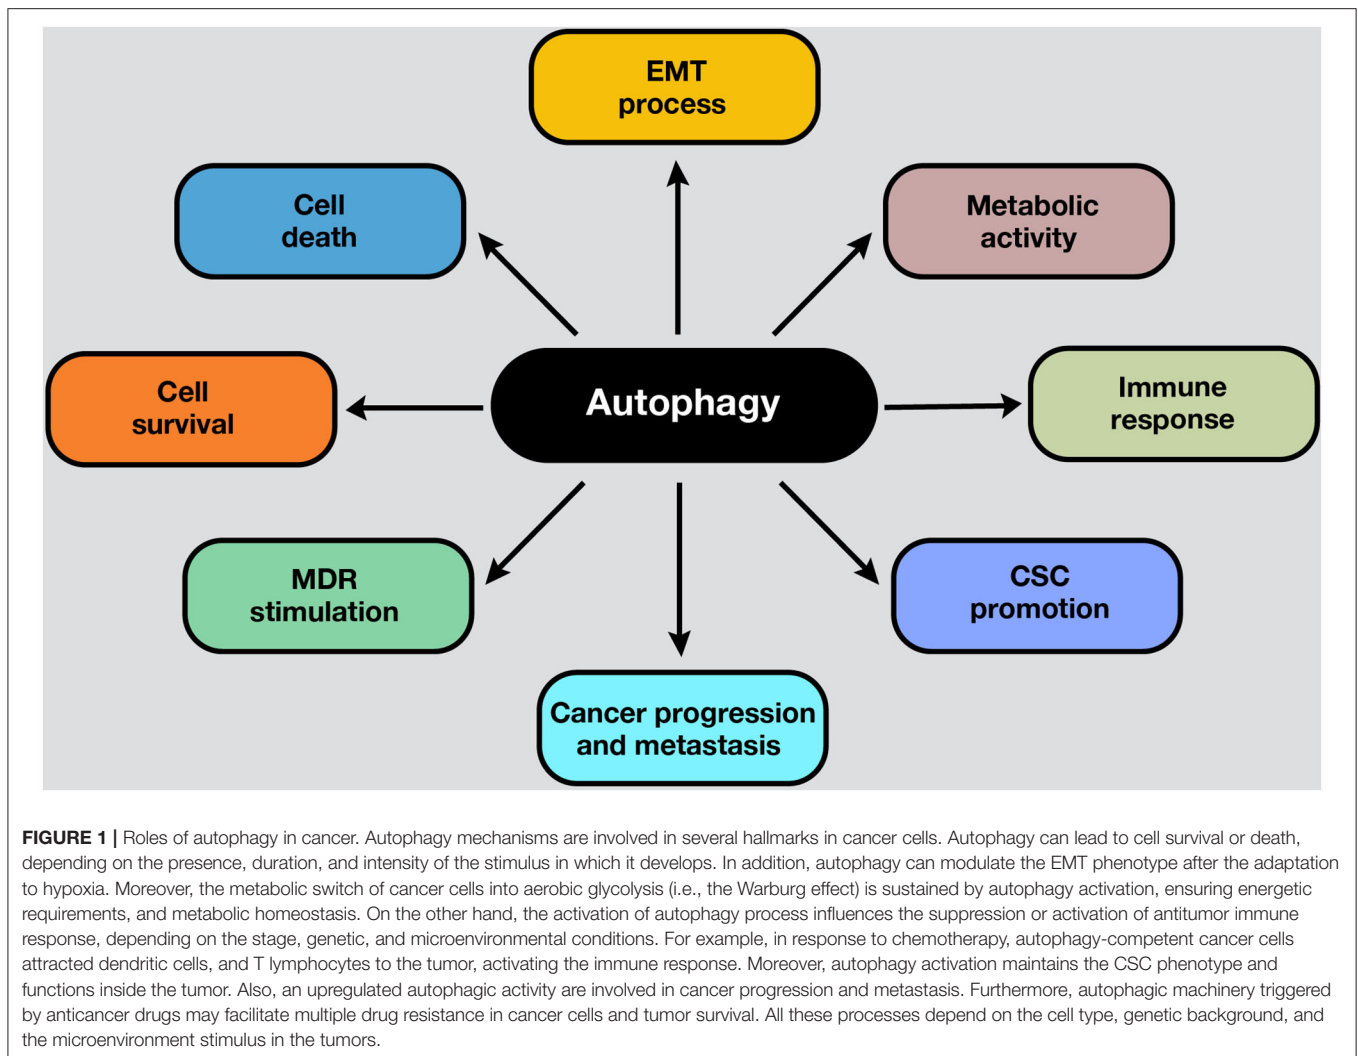 EMT
process
Cell
death
Metabolic
activity
Cell
survival
Autophagy
Immune
response
MDR
stimulation
CSC
promotion
Cancer progression
and metastasis
FIGURE 1 | Roles of autophagy in cancer. Autophagy mechanisms are involved in several hallmarks in cancer cells. Autophagy can lead to cell survival or death,
depending on the presence, duration, and intensity of the stimulus in which it develops. In addition, autophagy can modulate the EMT phenotype after the adaptation
to hypoxia. Moreover, the metabolic switch of cancer cells into aerobic glycolysis (i.e., the Warburg effect) is sustained by autophagy activation, ensuring energetic
requirements, and metabolic homeostasis. On the other hand, the activation of autophagy process influences the suppression or activation of antitumor immune
response, depending on the stage, genetic, and microenvironmental conditions. For example, in response to chemotherapy, autophagy-competent cancer cells
attracted dendritic cells, and T lymphocytes to the tumor, activating the immune response. Moreover, autophagy activation maintains the CSC phenotype and
functions inside the tumor. Also, an upregulated autophagic activity are involved in cancer progression and metastasis. Furthermore, autophagic machinery triggered
by anticancer drugs may facilitate multiple drug resistance in cancer cells and tumor survival. All these processes depend on the cell type, genetic background, and
the microenvironment stimulus in the tumors.